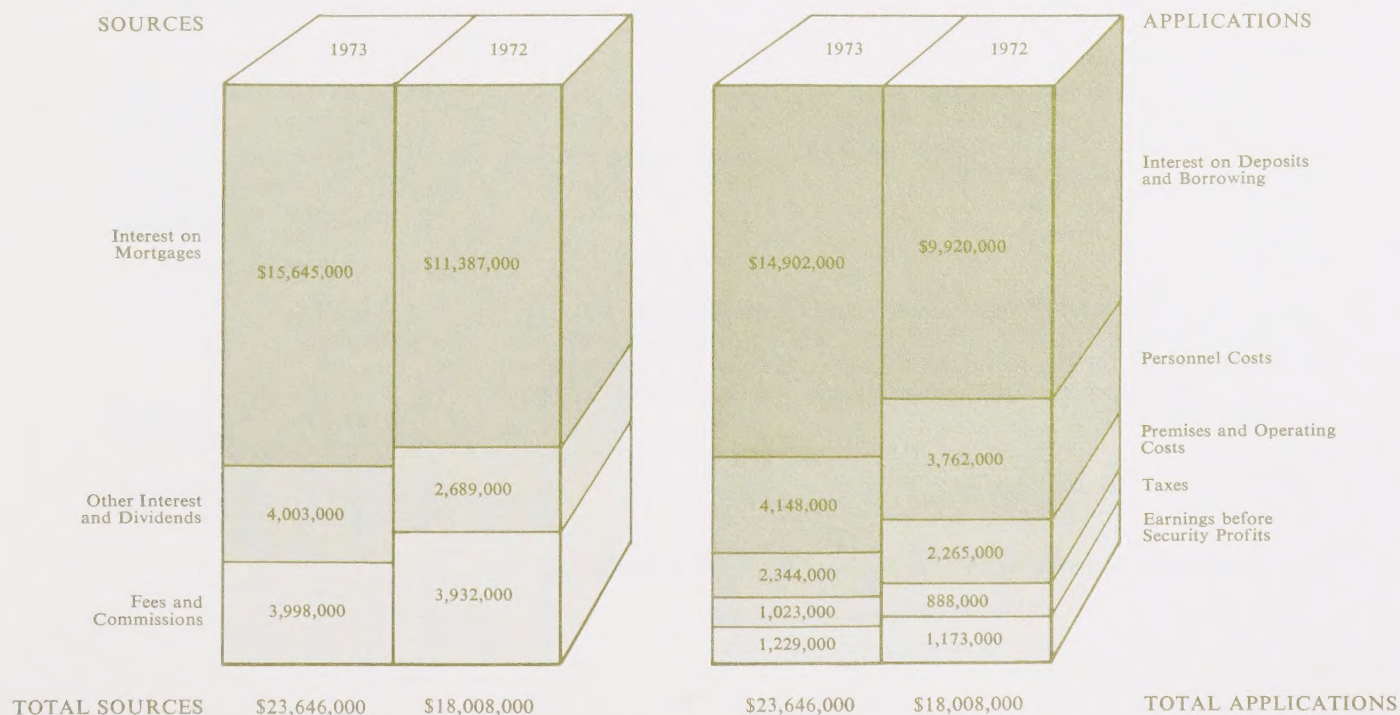 SOURCES
1973 1972
Interest on
Mortgages
$15,645,000 $11,387,000
Other Interest
and Dividends
4,003,000 2,689,000
Fees and
Commissions
3,998,000 3,932,000
TOTAL SOURCES $23,646,000 $18,008,000
APPLICATIONS
1973 1972
Interest on Deposits
and Borrowing
$14,902,000 $9,920,000
Personnel Costs
4,148,000 3,762,000
Premises and Operating
Costs
2,344,000 2,265,000
Taxes
1,023,000 888,000
Earnings before
Security Profits
1,229,000 1,173,000
$23,646,000 $18,008,000 TOTAL APPLICATIONS